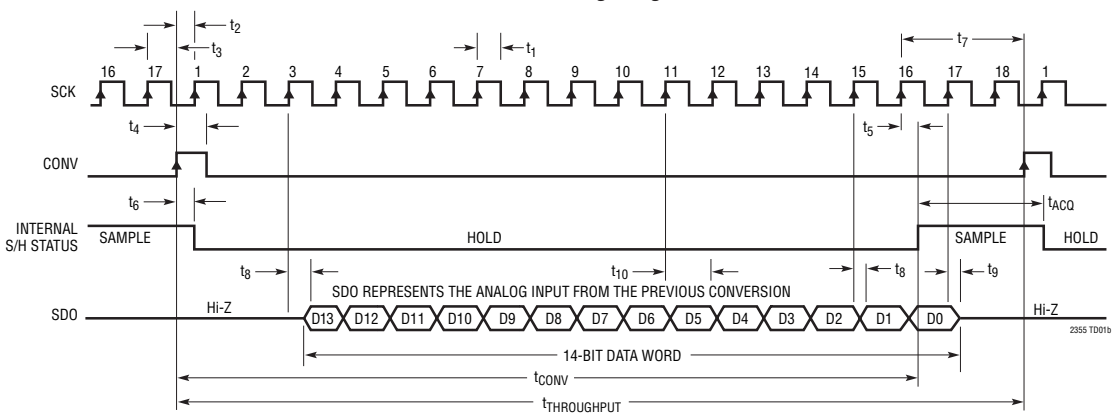 t2
t3
t1
t7
16 17 1 2 3 4 5 6 7 8 9 10 11 12 13 14 15 16 17 18 1
SCK
t4
t5
CONV
t6
tACQ
INTERNAL
S/H STATUS
SAMPLE HOLD SAMPLE HOLD
t8 t10 t8 t9
SDO REPRESENTS THE ANALOG INPUT FROM THE PREVIOUS CONVERSION
SDO Hi-Z D13 D12 D11 D10 D9 D8 D7 D6 D5 D4 D3 D2 D1 D0 Hi-Z
2355 TD01b
14-BIT DATA WORD
tCONV
tTHROUGHPUT